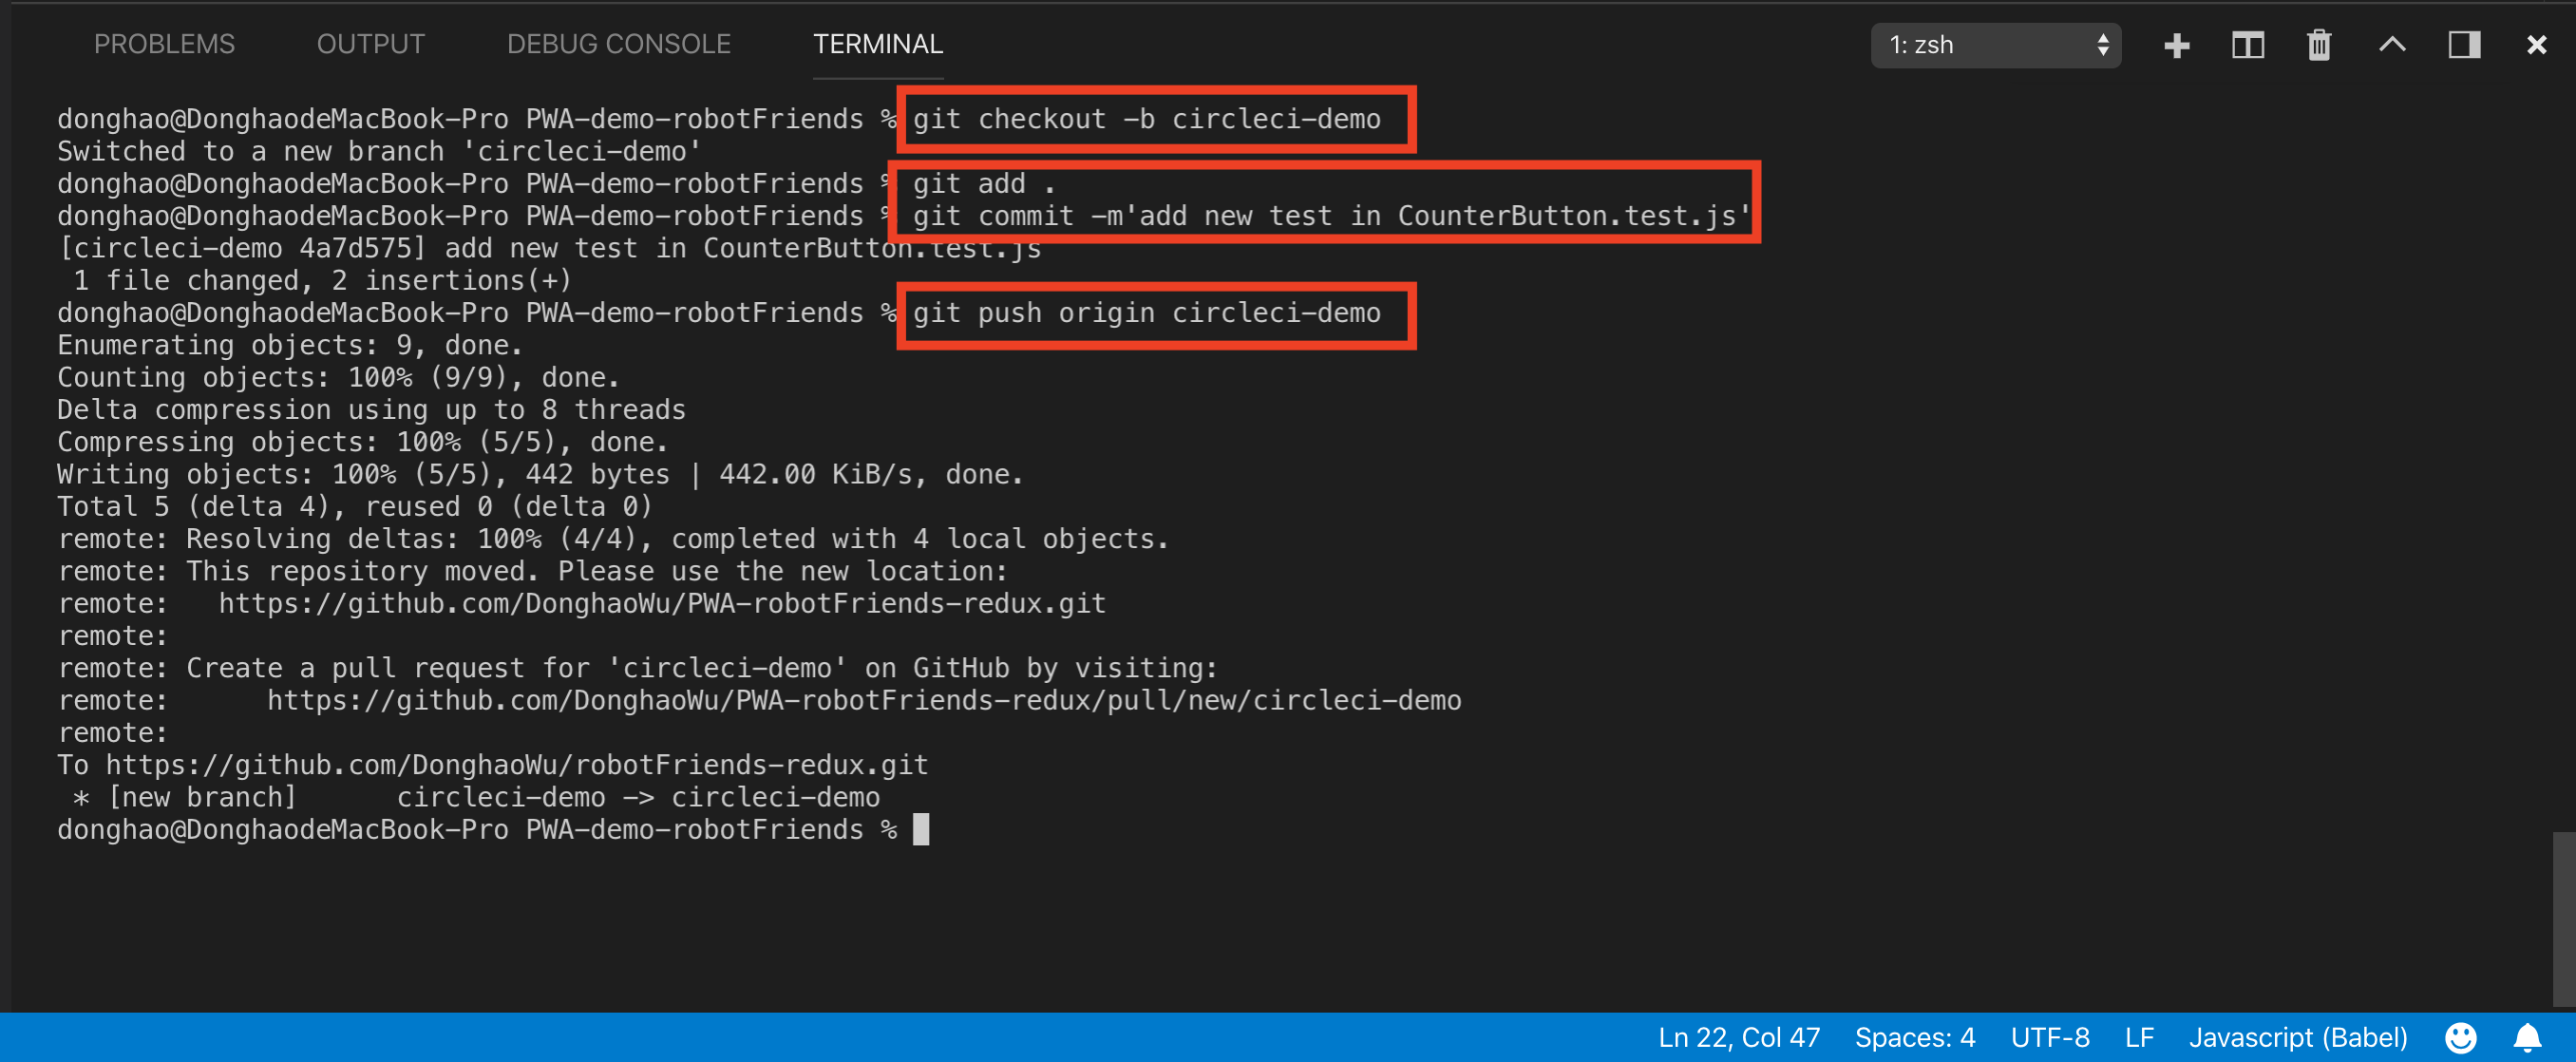 PROBLEMS OUTPUT DEBUG CONSOLE TERMINAL 1: zsh
donghao@DonghaodeMacBook-Pro PWA-demo-robotFriends % git checkout -b circleci-demo
Switched to a new branch 'circleci-demo'
donghao@DonghaodeMacBook-Pro PWA-demo-robotFriends % git add .
donghao@DonghaodeMacBook-Pro PWA-demo-robotFriends % git commit -m'add new test in CounterButton.test.js'
[circleci-demo 4a7d575] add new test in CounterButton.test.js
 1 file changed, 2 insertions(+)
donghao@DonghaodeMacBook-Pro PWA-demo-robotFriends % git push origin circleci-demo
Enumerating objects: 9, done.
Counting objects: 100% (9/9), done.
Delta compression using up to 8 threads
Compressing objects: 100% (5/5), done.
Writing objects: 100% (5/5), 442 bytes | 442.00 KiB/s, done.
Total 5 (delta 4), reused 0 (delta 0)
remote: Resolving deltas: 100% (4/4), completed with 4 local objects.
remote: This repository moved. Please use the new location:
remote:   https://github.com/DonghaoWu/PWA-robotFriends-redux.git
remote:
remote: Create a pull request for 'circleci-demo' on GitHub by visiting:
remote:      https://github.com/DonghaoWu/PWA-robotFriends-redux/pull/new/circleci-demo
remote:
To https://github.com/DonghaoWu/robotFriends-redux.git
 * [new branch]      circleci-demo -> circleci-demo
donghao@DonghaodeMacBook-Pro PWA-demo-robotFriends %
Ln 22, Col 47 Spaces: 4 UTF-8 LF Javascript (Babel)